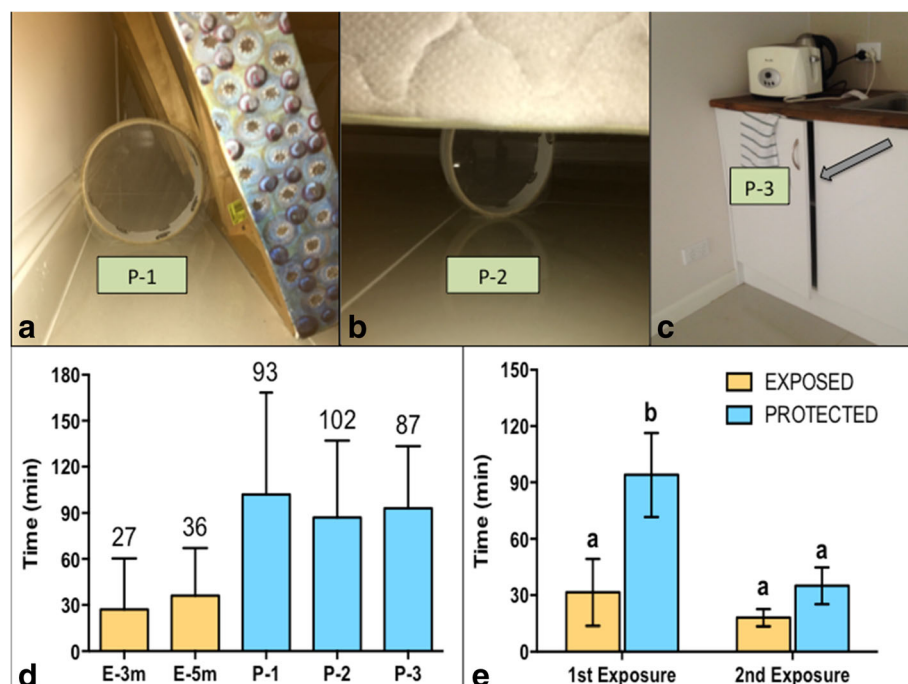 P-1
P-2
P-3
a
b
c
180
150
120
90
60
30
0
Time (min)
27
36
93
102
87
E-3m
E-5m
P-1
P-2
P-3
d
150
120
90
60
30
0
Time (min)
EXPOSED
PROTECTED
a
b
a
a
1st Exposure
2nd Exposure
e